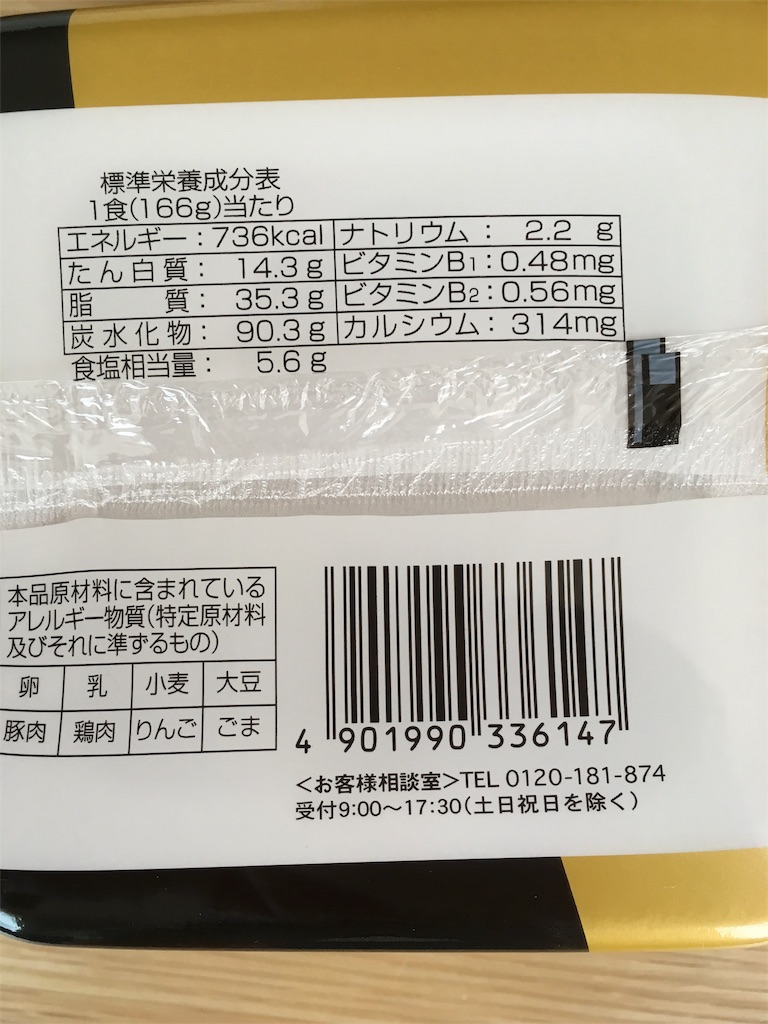 標準栄養成分表
1食(166g)当たり
エネルギー：736kcal ナトリウム： 2.2 g
たん白質： 14.3g ビタミンB1：0.48mg
脂質： 35.3g ビタミンB2：0.56mg
炭水化物： 90.3g カルシウム：314mg
食塩相当量： 5.6g
本品原材料に含まれている
アレルギー物質(特定原材料
及びそれに準ずるもの)
卵 乳 小麦 大豆
豚肉 鶏肉 りんご ごま
4 901990 336147
＜お客様相談室＞TEL 0120-181-874
受付9:00～17:30(土日祝日を除く)